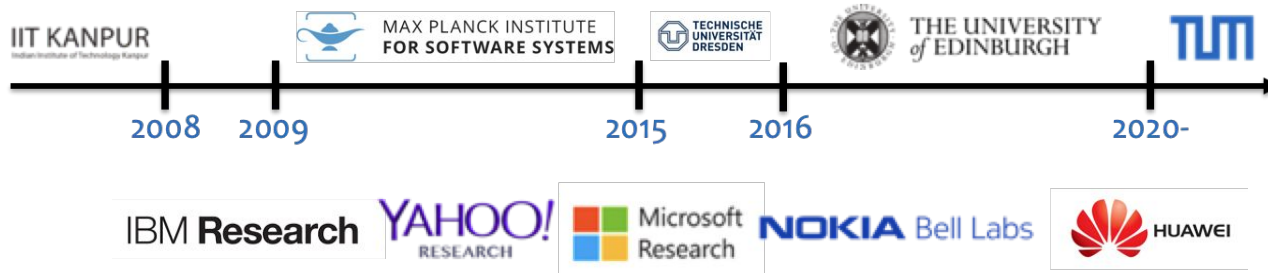 IIT KANPUR
Indian Institute of Technology Kanpur
MAX PLANCK INSTITUTE
FOR SOFTWARE SYSTEMS
TECHNISCHE
UNIVERSITÄT
DRESDEN
THE UNIVERSITY
of EDINBURGH
TUM
2008
2009
2015
2016
2020-
IBM Research
YAHOO!
RESEARCH
Microsoft
Research
NOKIA Bell Labs
HUAWEI